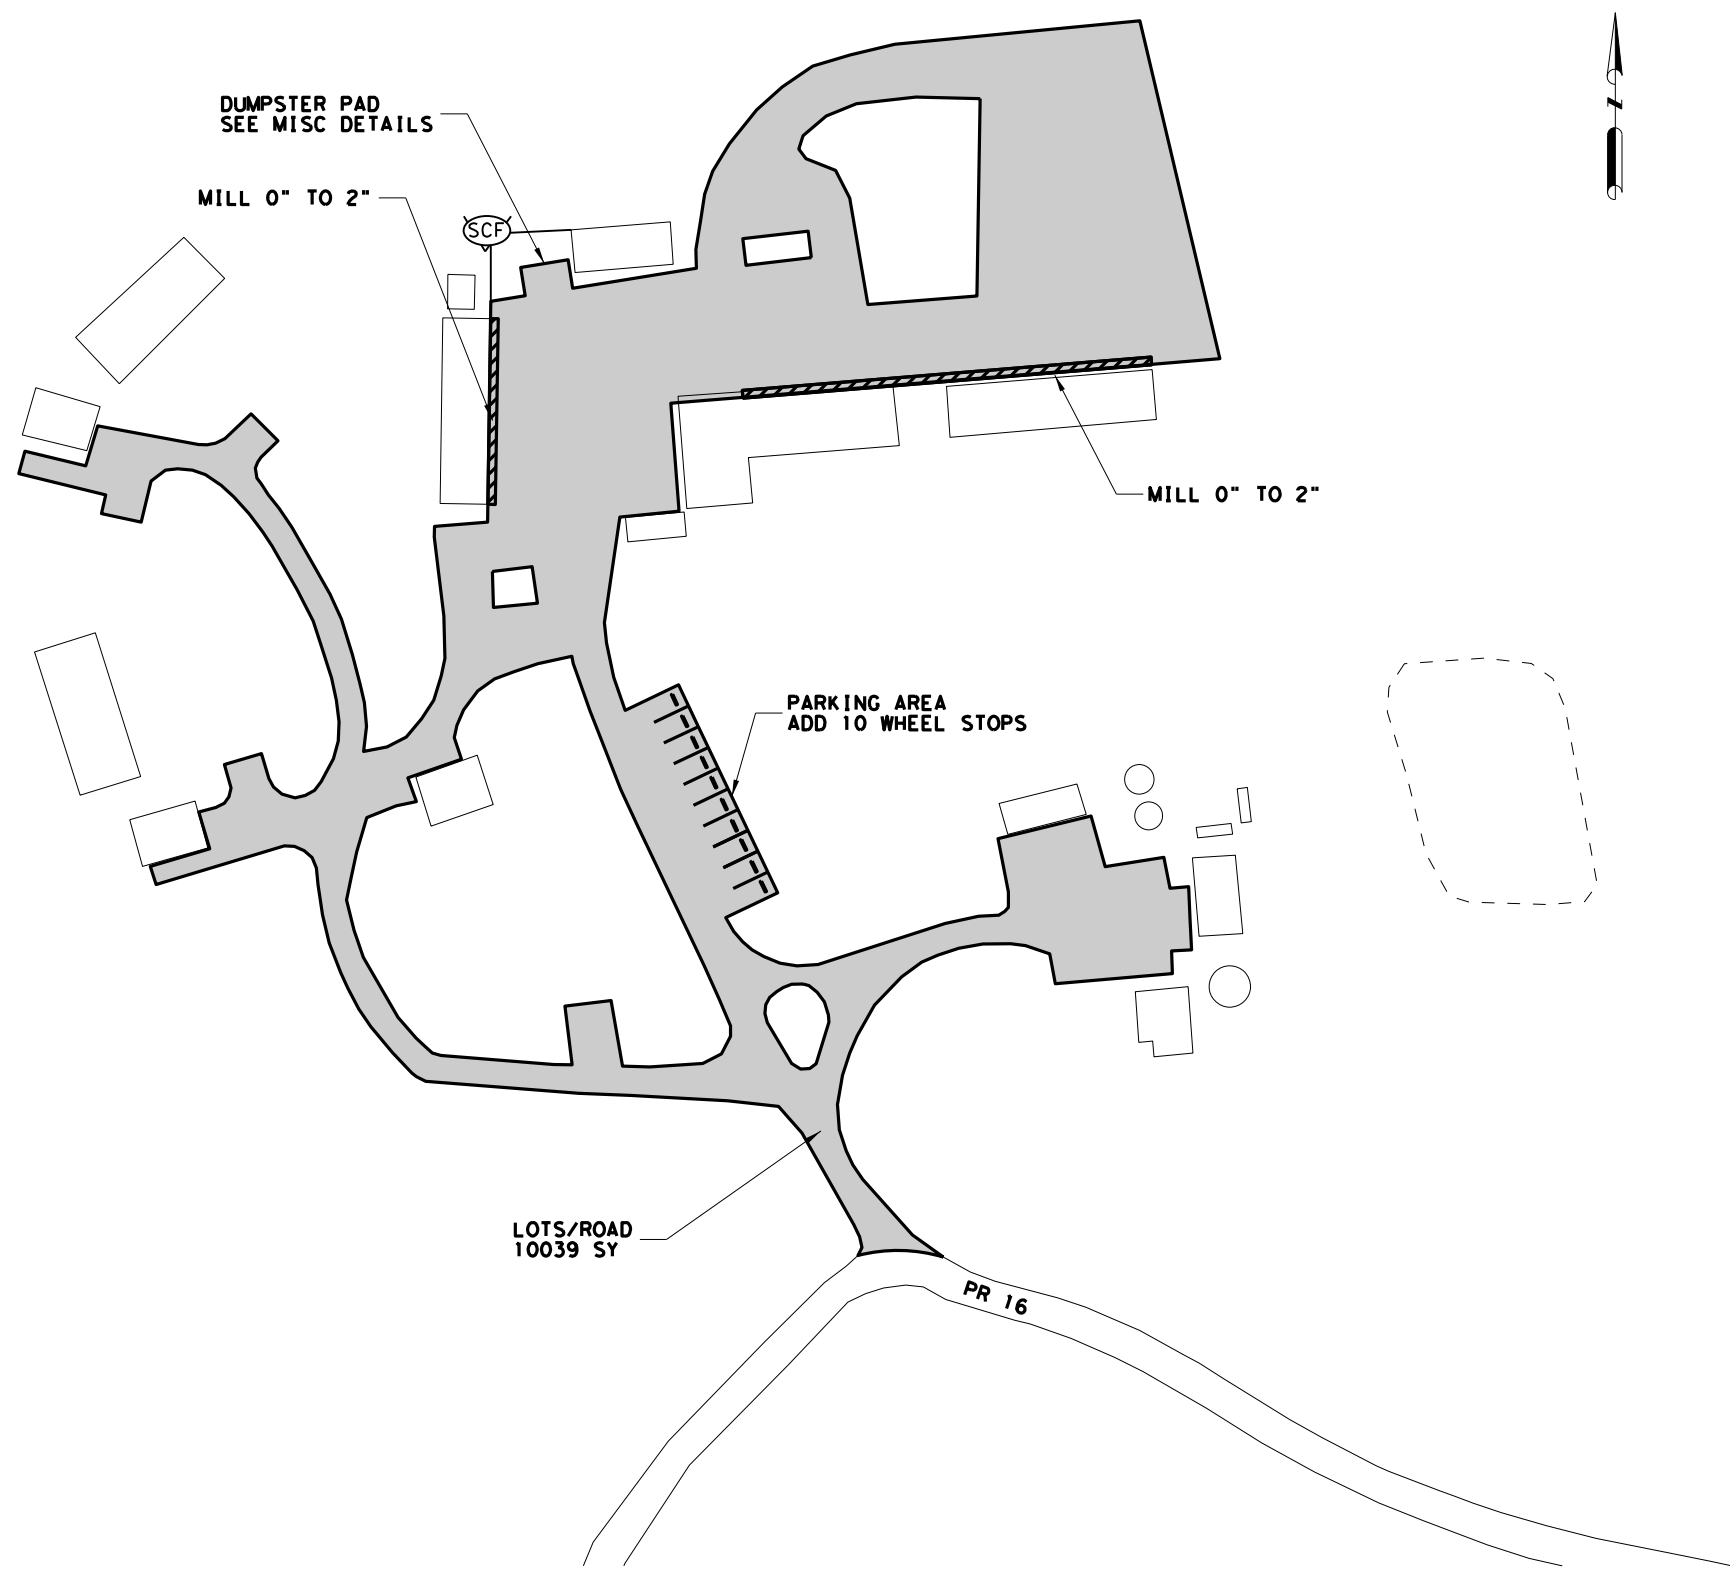 DUMPSTER PAD
SEE MISC DETAILS
MILL 0" TO 2"
SCF
MILL 0" TO 2"
PARKING AREA
ADD 10 WHEEL STOPS
LOTS/ROAD
10039 SY
PR 16